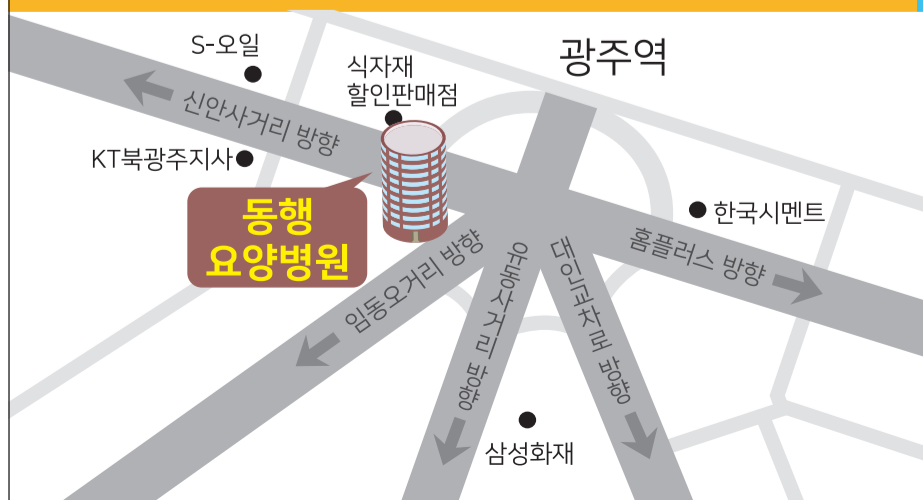 S-오일
식자재
할인판매점
광주역
신안사거리 방향
KT북광주지사
동행
요양병원
한국시멘트
홈플러스 방향
임동오거리 방향
유동사거리 방향
대인교차로 방향
삼성화재